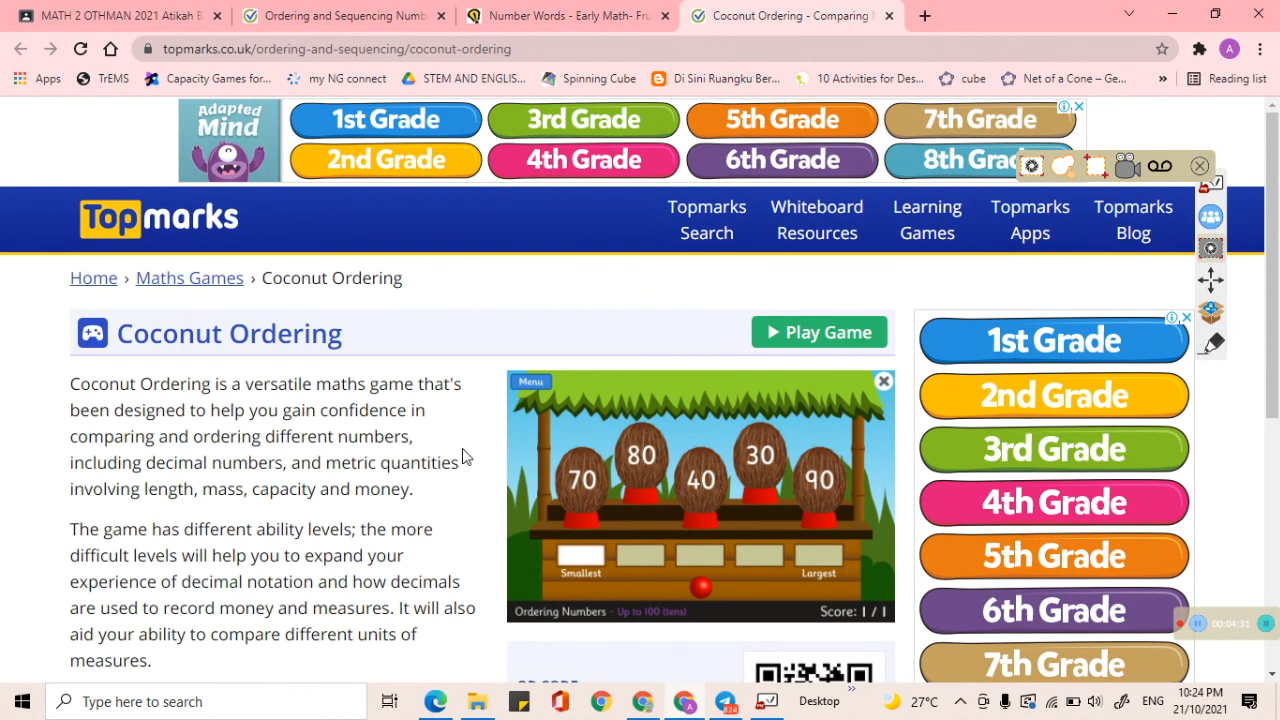 MATH 2 OTHMAN 2021 Atikah B
Ordering and Sequencing Numb
Number Words - Early Math- Fru
Coconut Ordering - Comparing N
topmarks.co.uk/ordering-and-sequencing/coconut-ordering
A
Apps
TrEMS
Capacity Games for...
my NG connect
STEM AND ENGLIS...
Spinning Cube
Di Sini Ruangku Ber...
10 Activities for Des...
cube
Net of a Cone – Ge...
»
Reading list
Adapted
Mind
1st Grade
3rd Grade
5th Grade
7th Grade
2nd Grade
4th Grade
6th Grade
8th Gra
Topmarks
Topmarks
Search
Whiteboard
Resources
Learning
Games
Topmarks
Apps
Topmarks
Blog
Home › Maths Games › Coconut Ordering
Coconut Ordering
Play Game
Coconut Ordering is a versatile maths game that's
been designed to help you gain confidence in
comparing and ordering different numbers,
including decimal numbers, and metric quantities
involving length, mass, capacity and money.
The game has different ability levels; the more
difficult levels will help you to expand your
experience of decimal notation and how decimals
are used to record money and measures. It will also
aid your ability to compare different units of
measures.
Menu
70
80
40
30
90
Smallest
Largest
Ordering Numbers - Up to 100 (tens)
Score: 1 / 1
1st Grade
2nd Grade
3rd Grade
4th Grade
5th Grade
6th Grade
7th Grade
00:04:31
Type here to search
824
A
Desktop
»
27°C
ENG
10:24 PM
21/10/2021